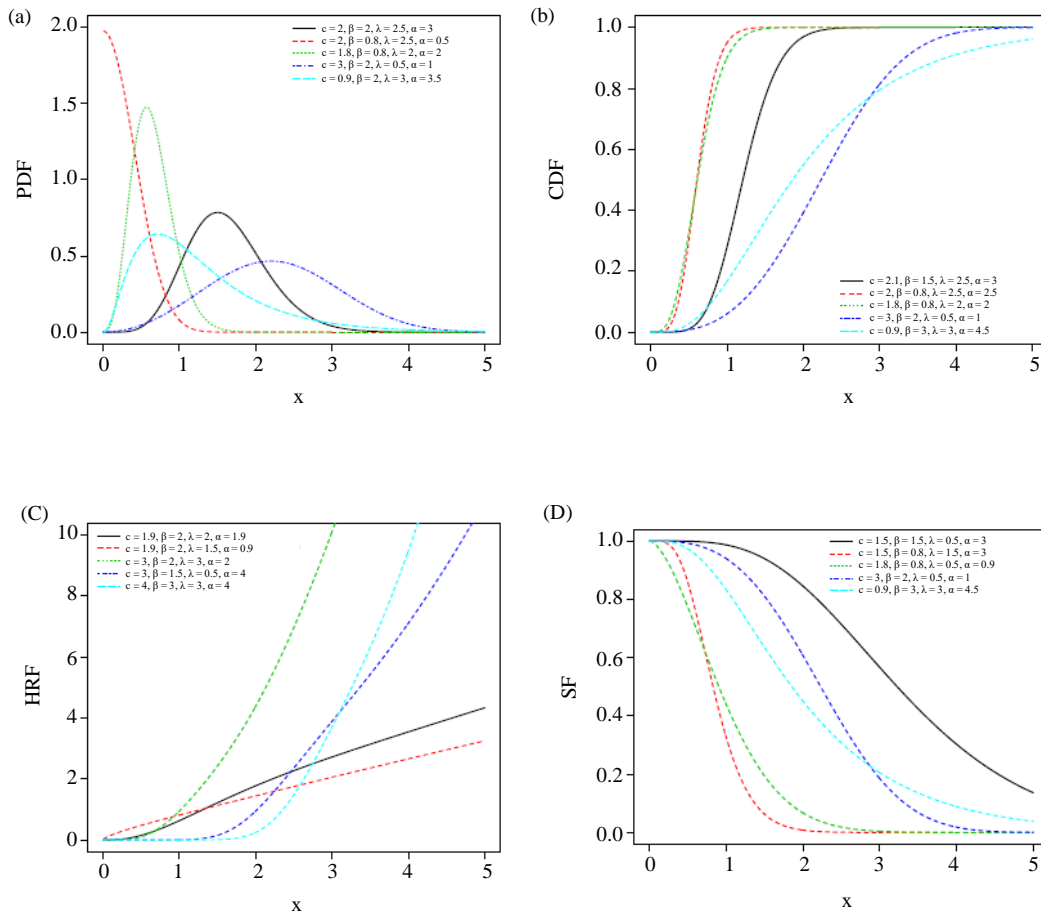 (a)
c = 2, β = 2, λ = 2.5, α = 3
c = 2, β = 0.8, λ = 2.5, α = 0.5
c = 1.8, β = 0.8, λ = 2, α = 2
c = 3, β = 2, λ = 0.5, α = 1
c = 0.9, β = 2, λ = 3, α = 3.5
2.0
1.5
1.0
0.5
0.0
PDF
0 1 2 3 4 5
x
(b)
1.0
0.8
0.6
0.4
0.2
0.0
CDF
c = 2.1, β = 1.5, λ = 2.5, α = 3
c = 2, β = 0.8, λ = 2.5, α = 2.5
c = 1.8, β = 0.8, λ = 2, α = 2
c = 3, β = 2, λ = 0.5, α = 1
c = 0.9, β = 3, λ = 3, α = 4.5
0 1 2 3 4 5
x
(C)
c = 1.9, β = 2, λ = 2, α = 1.9
c = 1.9, β = 2, λ = 1.5, α = 0.9
c = 3, β = 2, λ = 3, α = 2
c = 3, β = 1.5, λ = 0.5, α = 4
c = 4, β = 3, λ = 3, α = 4
10
8
6
4
2
0
HRF
0 1 2 3 4 5
x
(D)
c = 1.5, β = 1.5, λ = 0.5, α = 3
c = 1.5, β = 0.8, λ = 1.5, α = 3
c = 1.8, β = 0.8, λ = 0.5, α = 0.9
c = 3, β = 2, λ = 0.5, α = 1
c = 0.9, β = 3, λ = 3, α = 4.5
1.0
0.8
0.6
0.4
0.2
0.0
SF
0 1 2 3 4 5
x